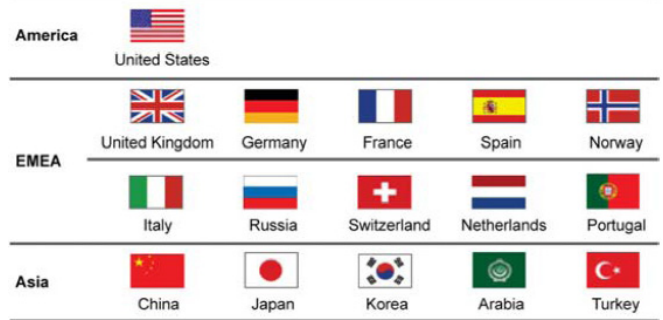 America
United States
United Kingdom Germany France Spain Norway
EMEA
Italy Russia Switzerland Netherlands Portugal
Asia
China Japan Korea Arabia Turkey